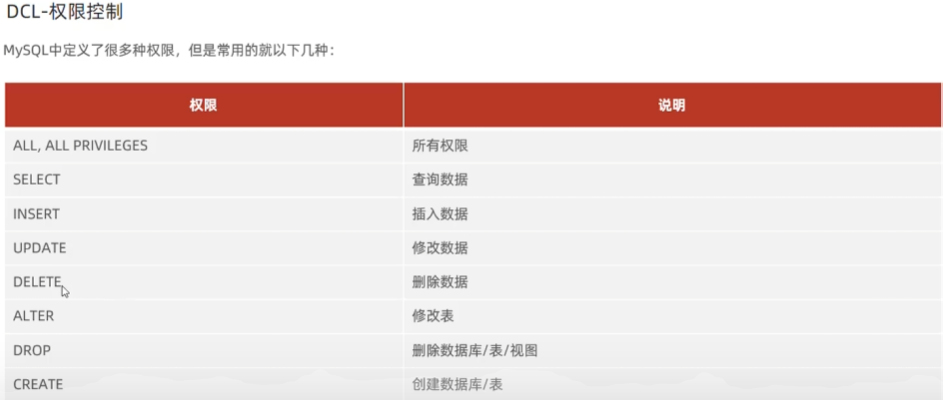 DCL-权限控制
MySQL中定义了很多种权限，但是常用的就以下几种：
权限 说明
ALL, ALL PRIVILEGES 所有权限
SELECT 查询数据
INSERT 插入数据
UPDATE 修改数据
DELETE 删除数据
ALTER 修改表
DROP 删除数据库/表/视图
CREATE 创建数据库/表